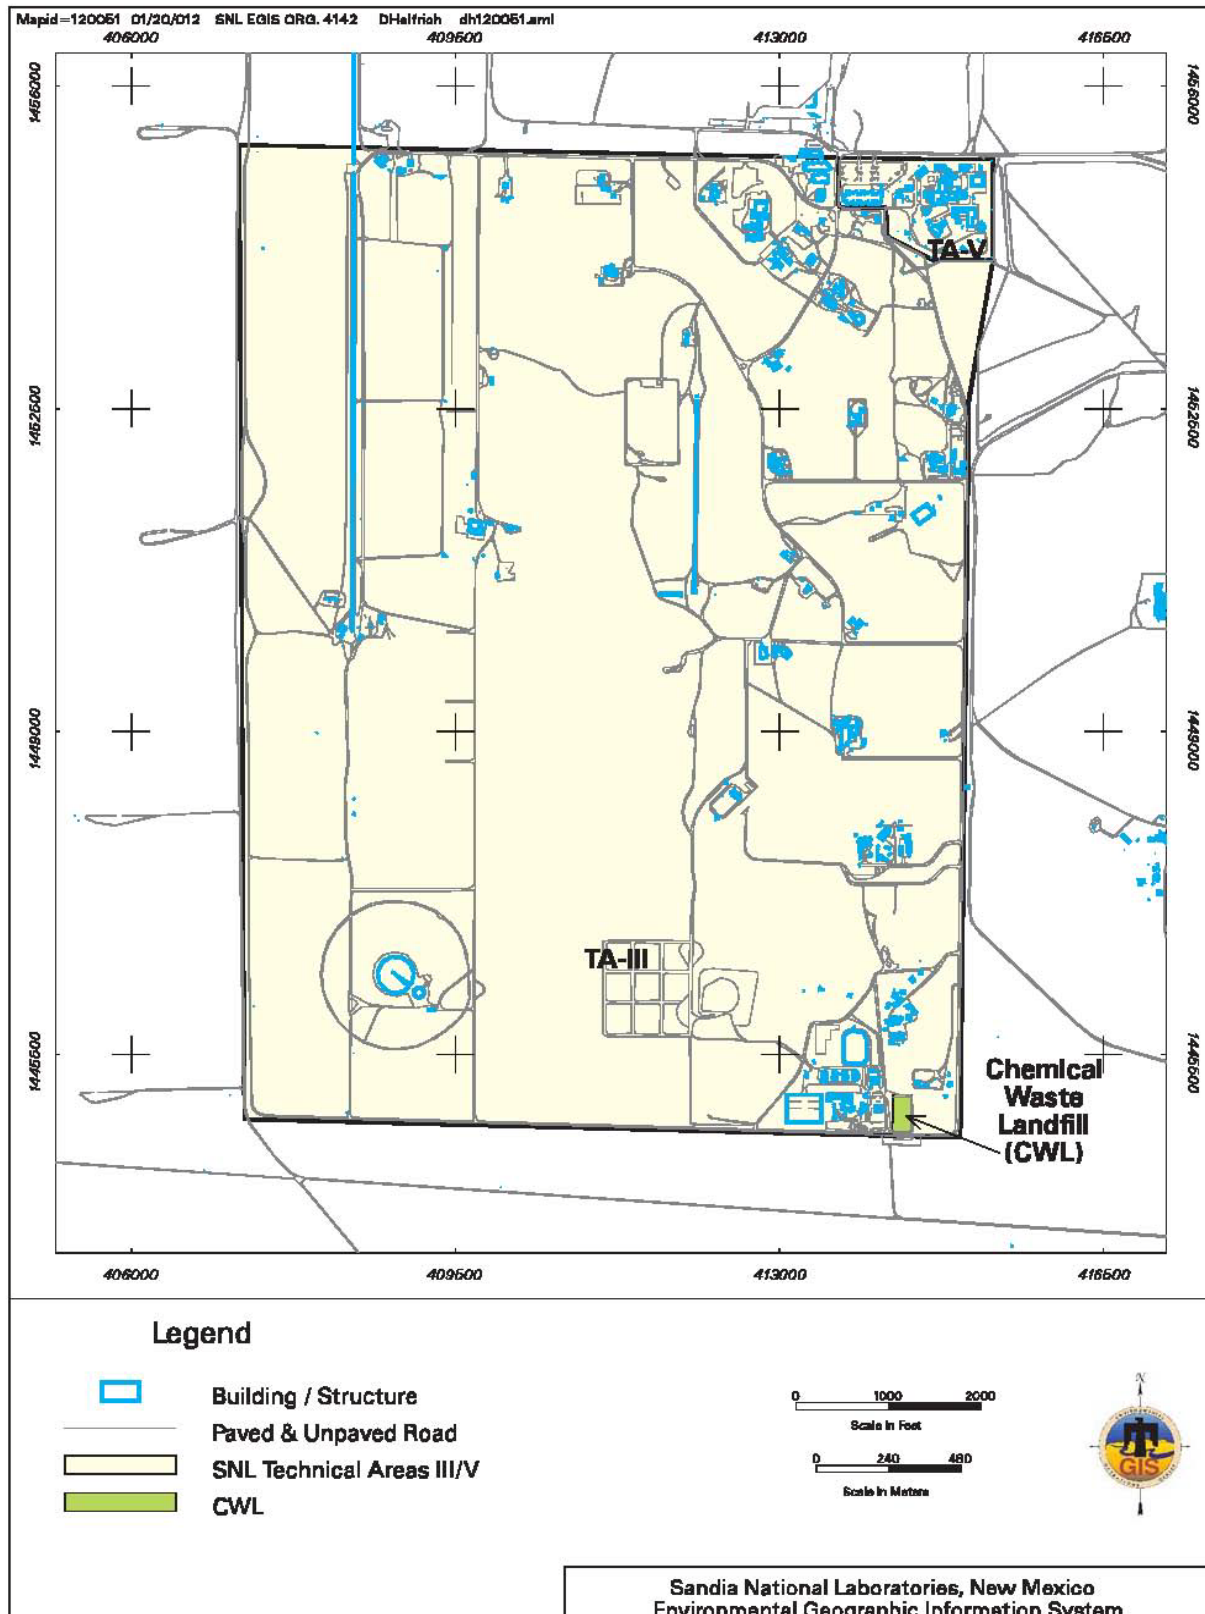 Mapid=120051 01/20/012 SNL EGIS ORG. 4142 DHelfrich dh120051.aml
406000 409500 413000 416500
1456000 1456000
TA-V
1452500 1452500
1449000 1449000
TA-III
1445500 1445500
Chemical
Waste
Landfill
(CWL)
406000 409500 413000 416500
Legend
Building / Structure
Paved & Unpaved Road
SNL Technical Areas III/V
CWL
0 1000 2000
Scale in Feet
0 240 480
Scale in Meters
N
GIS
Sandia National Laboratories, New Mexico
Environmental Geographic Information System